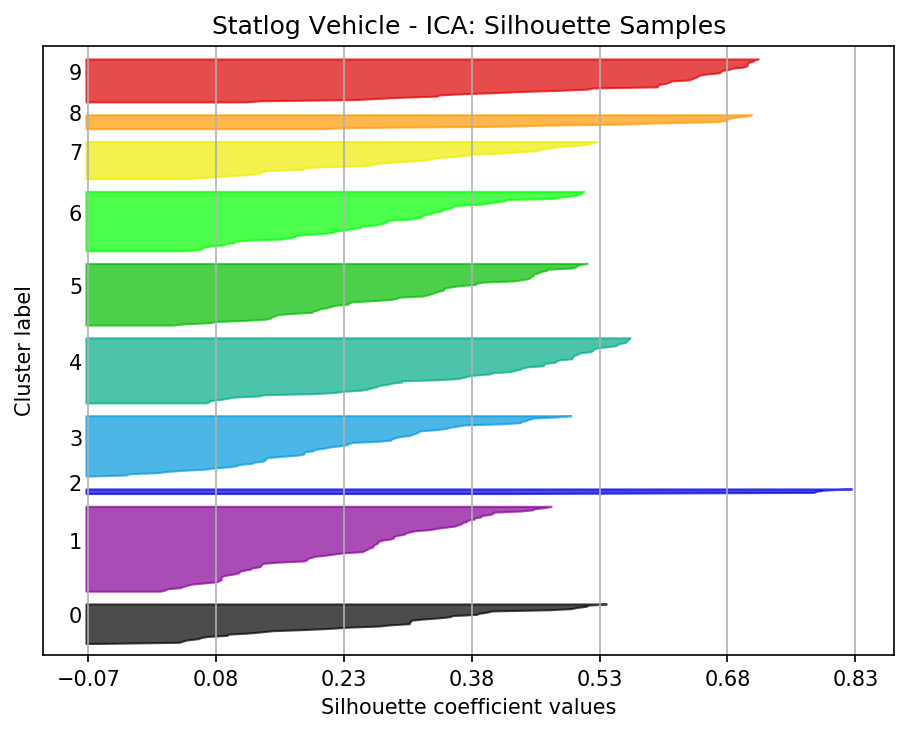 Statlog Vehicle - ICA: Silhouette Samples
9
8
7
6
5
4
3
2
1
0
Cluster label
−0.07 0.08 0.23 0.38 0.53 0.68 0.83
Silhouette coefficient values